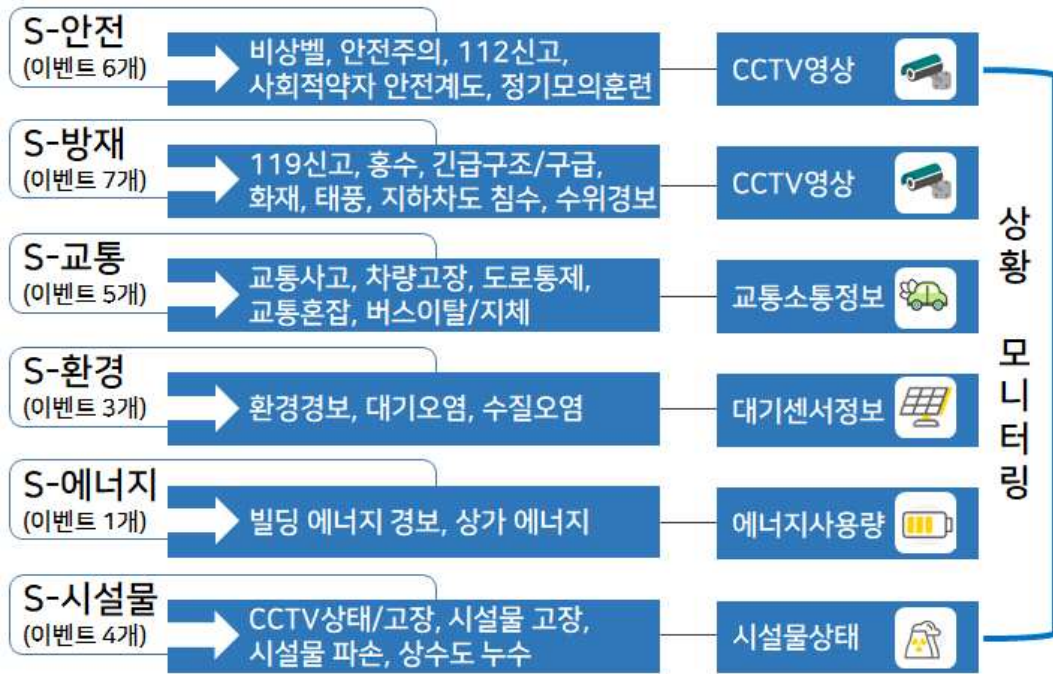 S-안전
(이벤트 6개)
비상벨, 안전주의, 112신고,
사회적약자 안전계도, 정기모의훈련
CCTV영상
S-방재
(이벤트 7개)
119신고, 홍수, 긴급구조/구급,
화재, 태풍, 지하차도 침수, 수위경보
CCTV영상
S-교통
(이벤트 5개)
교통사고, 차량고장, 도로통제,
교통혼잡, 버스이탈/지체
교통소통정보
S-환경
(이벤트 3개)
환경경보, 대기오염, 수질오염
대기센서정보
S-에너지
(이벤트 1개)
빌딩 에너지 경보, 상가 에너지
에너지사용량
S-시설물
(이벤트 4개)
CCTV상태/고장, 시설물 고장,
시설물 파손, 상수도 누수
시설물상태
상황 모니터링